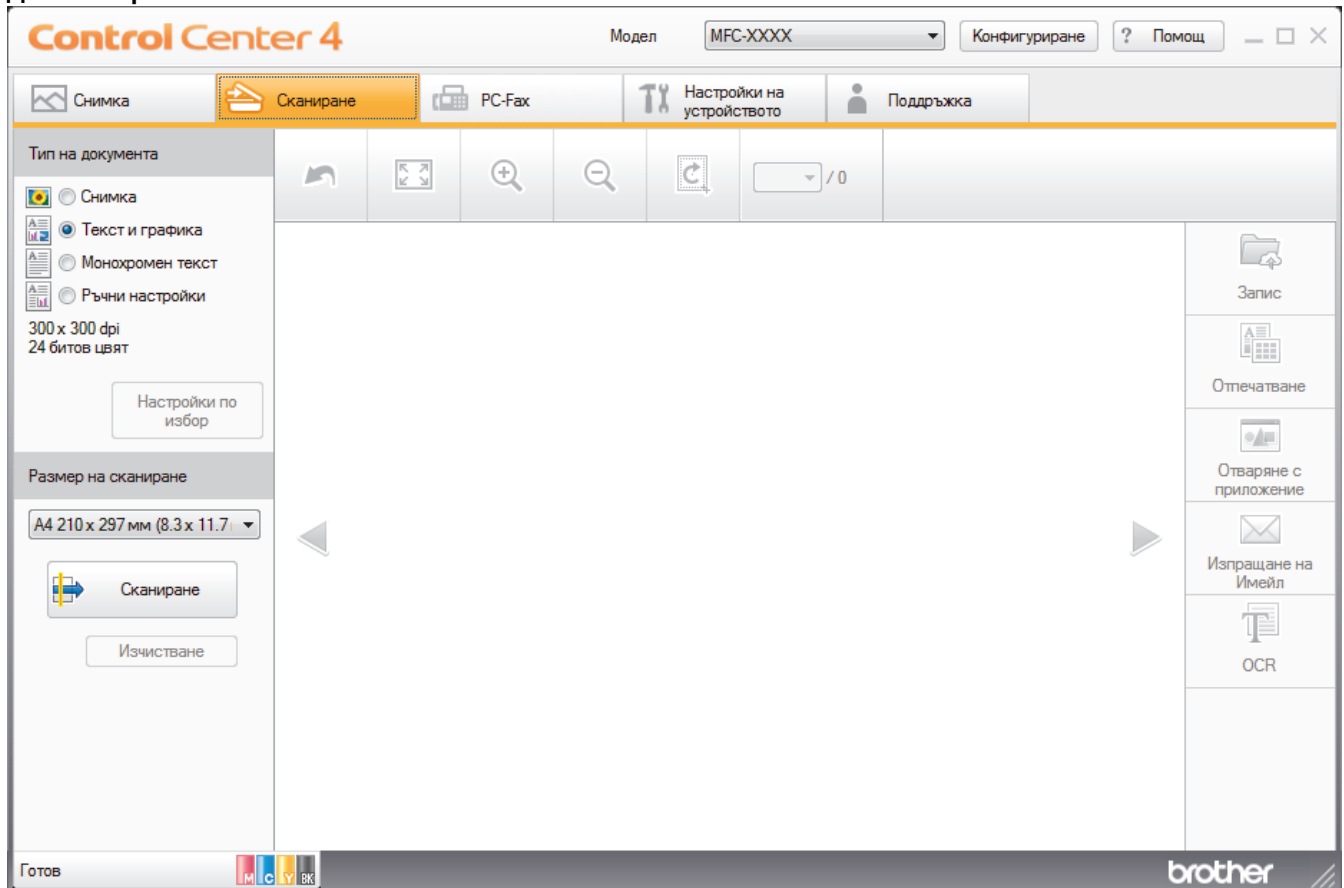 Control Center 4
Модел
MFC-XXXX
Конфигуриране
? Помощ
Снимка
Сканиране
PC-Fax
Настройки на
устройството
Поддръжка
Тип на документа
Снимка
Текст и графика
Монохромен текст
Ръчни настройки
300 x 300 dpi
24 битов цвят
Настройки по
избор
Размер на сканиране
A4 210 x 297 мм (8.3 x 11.7
Сканиране
Изчистване
/ 0
Запис
Отпечатване
Отваряне с
приложение
Изпращане на
Имейл
OCR
Готов
M C Y BK
brother